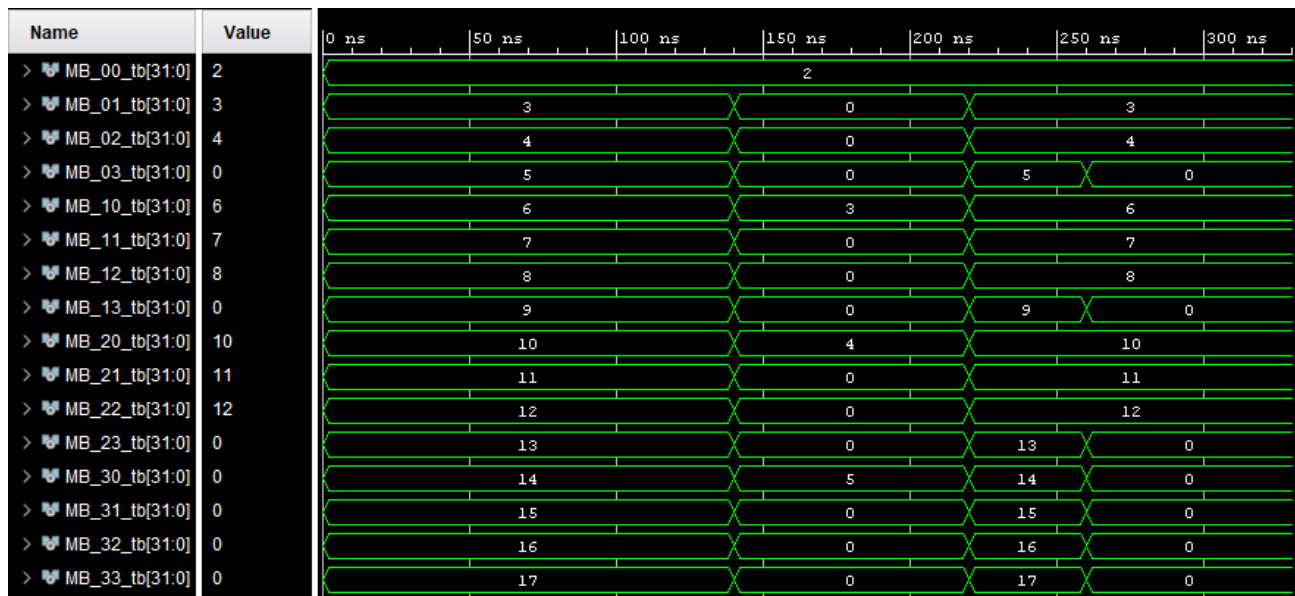 Name Value 0 ns 50 ns 100 ns 150 ns 200 ns 250 ns 300 ns
> MB_00_tb[31:0] 2 2
> MB_01_tb[31:0] 3 3 0 3
> MB_02_tb[31:0] 4 4 0 4
> MB_03_tb[31:0] 0 5 0 5 0
> MB_10_tb[31:0] 6 6 3 6
> MB_11_tb[31:0] 7 7 0 7
> MB_12_tb[31:0] 8 8 0 8
> MB_13_tb[31:0] 0 9 0 9 0
> MB_20_tb[31:0] 10 10 4 10
> MB_21_tb[31:0] 11 11 0 11
> MB_22_tb[31:0] 12 12 0 12
> MB_23_tb[31:0] 0 13 0 13 0
> MB_30_tb[31:0] 0 14 5 14 0
> MB_31_tb[31:0] 0 15 0 15 0
> MB_32_tb[31:0] 0 16 0 16 0
> MB_33_tb[31:0] 0 17 0 17 0